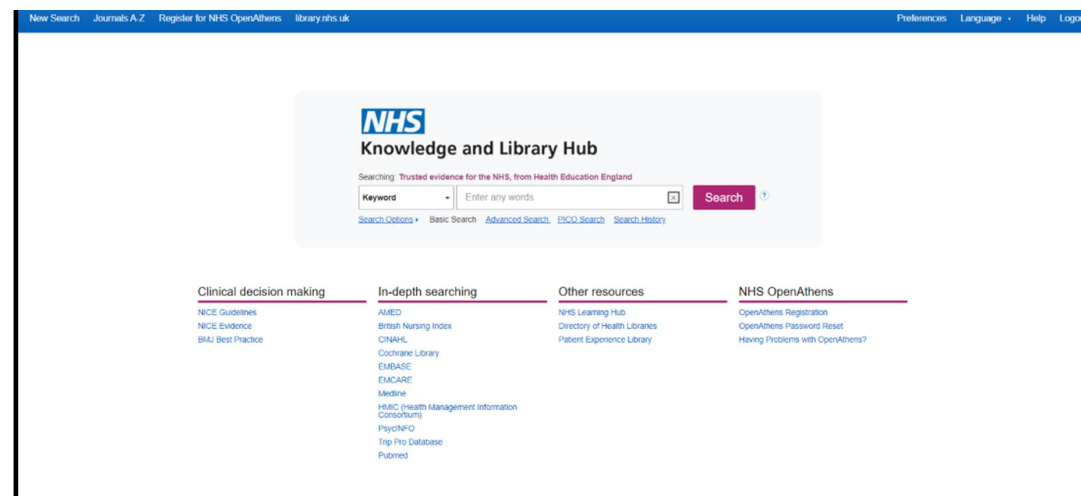 New Search Journals A-Z Register for NHS OpenAthens library.nhs.uk Preferences Language Help Logou
NHS
Knowledge and Library Hub
Searching: Trusted evidence for the NHS, from Health Education England
Keyword Enter any words Search ?
Search Options Basic Search Advanced Search PICO Search Search History
Clinical decision making
NICE Guidelines
NICE Evidence
BMJ Best Practice
In-depth searching
AMED
British Nursing Index
CINAHL
Cochrane Library
EMBASE
EMCARE
Medline
HMIC (Health Management Information
Consortium)
PsycINFO
Trip Pro Database
Pubmed
Other resources
NHS Learning Hub
Directory of Health Libraries
Patient Experience Library
NHS OpenAthens
OpenAthens Registration
OpenAthens Password Reset
Having Problems with OpenAthens?